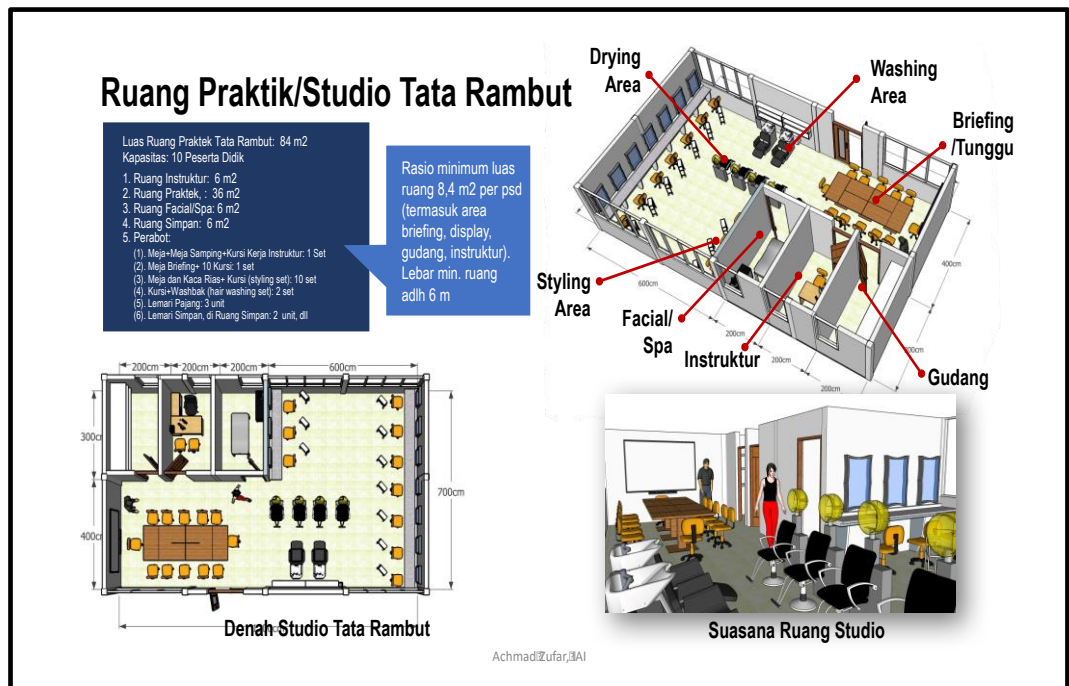 Ruang Praktik/Studio Tata Rambut
Luas Ruang Praktek Tata Rambut: 84 m2
Kapasitas: 10 Peserta Didik
1. Ruang Instruktur: 6 m2
2. Ruang Praktek, : 36 m2
3. Ruang Facial/Spa: 6 m2
4. Ruang Simpan: 6 m2
5. Perabot:
(1). Meja+Meja Samping+Kursi Kerja Instruktur: 1 Set
(2). Meja Briefing+ 10 Kursi: 1 set
(3). Meja dan Kaca Rias+ Kursi (styling set): 10 set
(4). Kursi+Washbak (hair washing set): 2 set
(5). Lemari Pajang: 3 unit
(6). Lemari Simpan, di Ruang Simpan: 2 unit, dll
Rasio minimum luas
ruang 8,4 m2 per psd
(termasuk area
briefing, display,
gudang, instruktur).
Lebar min. ruang
adlh 6 m
Drying
Area
Washing
Area
Briefing
/Tunggu
Styling
Area
Facial/
Spa
Instruktur
Gudang
400cm
600cm
200cm
200cm
200cm
200cm
200cm
200cm
600cm
300cm
400cm
700cm
Denah Studio Tata Rambut
Suasana Ruang Studio
Achmad Zufar, IAI